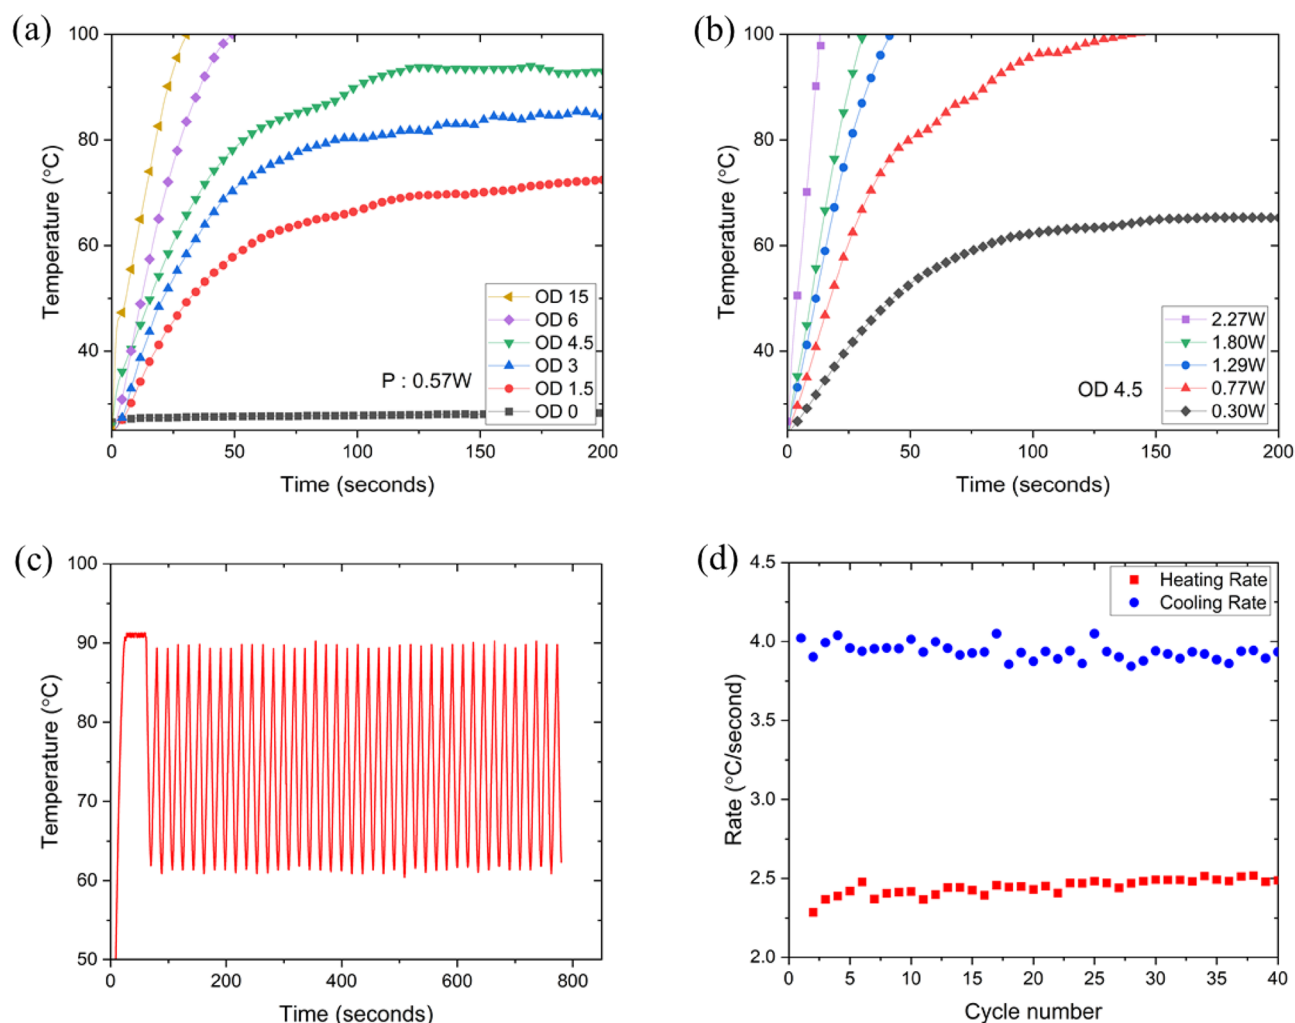 (a)
100
80
60
40
Temperature (°C)
0
50
100
150
200
Time (seconds)
P : 0.57W
OD 15
OD 6
OD 4.5
OD 3
OD 1.5
OD 0
(b)
100
80
60
40
Temperature (°C)
0
50
100
150
200
Time (seconds)
OD 4.5
2.27W
1.80W
1.29W
0.77W
0.30W
(c)
100
90
80
70
60
50
Temperature (°C)
0
200
400
600
800
Time (seconds)
(d)
4.5
4.0
3.5
3.0
2.5
2.0
Rate (°C/second)
0
5
10
15
20
25
30
35
40
Cycle number
Heating Rate
Cooling Rate